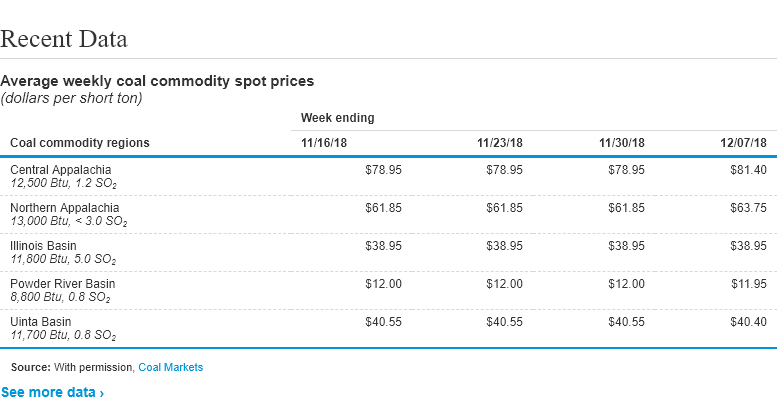 Recent Data
Average weekly coal commodity spot prices
(dollars per short ton)
Week ending
Coal commodity regions 11/16/18 11/23/18 11/30/18 12/07/18
Central Appalachia $78.95 $78.95 $78.95 $81.40
12,500 Btu, 1.2 SO₂
Northern Appalachia $61.85 $61.85 $61.85 $63.75
13,000 Btu, < 3.0 SO₂
Illinois Basin $38.95 $38.95 $38.95 $38.95
11,800 Btu, 5.0 SO₂
Powder River Basin $12.00 $12.00 $12.00 $11.95
8,800 Btu, 0.8 SO₂
Uinta Basin $40.55 $40.55 $40.55 $40.40
11,700 Btu, 0.8 SO₂
Source: With permission, Coal Markets
See more data ›